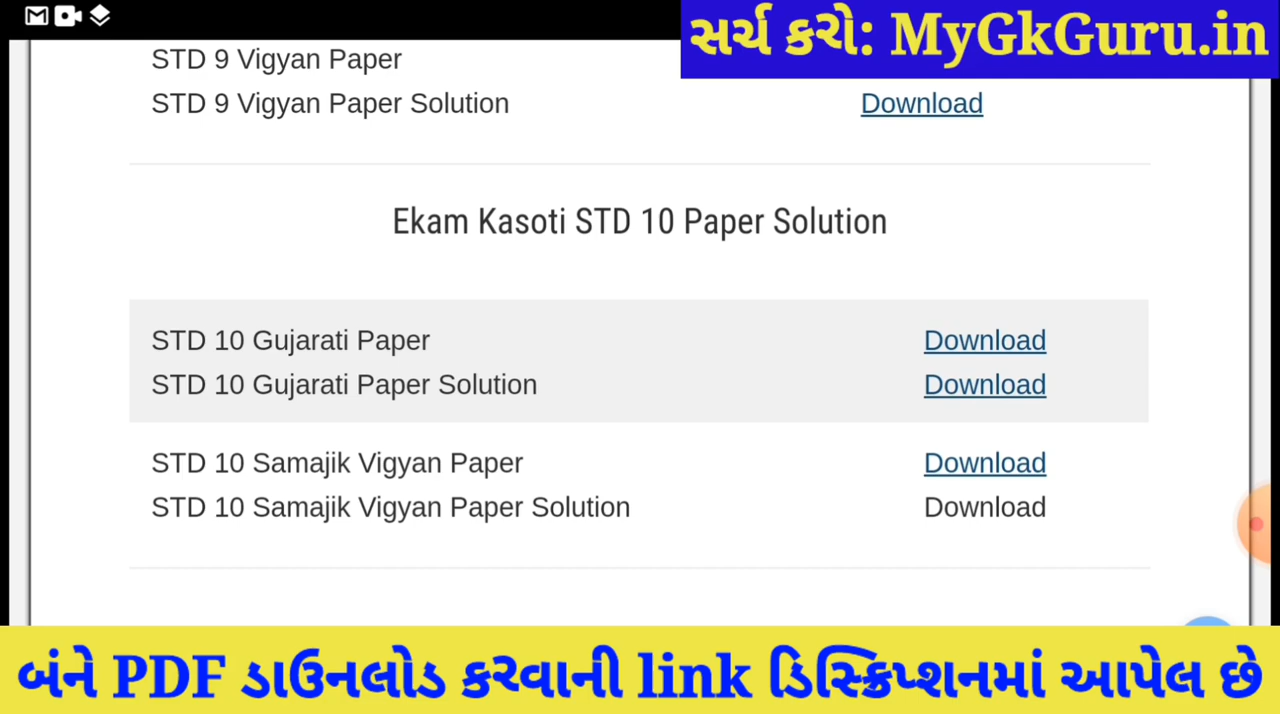 સર્ચ કરો: MyGkGuru.in
STD 9 Vigyan Paper
STD 9 Vigyan Paper Solution Download
Ekam Kasoti STD 10 Paper Solution
STD 10 Gujarati Paper Download
STD 10 Gujarati Paper Solution Download
STD 10 Samajik Vigyan Paper Download
STD 10 Samajik Vigyan Paper Solution Download
બંને PDF ડાઉનલોડ કરવાની link ડિસ્ક્રિપ્શનમાં આપેલ છે